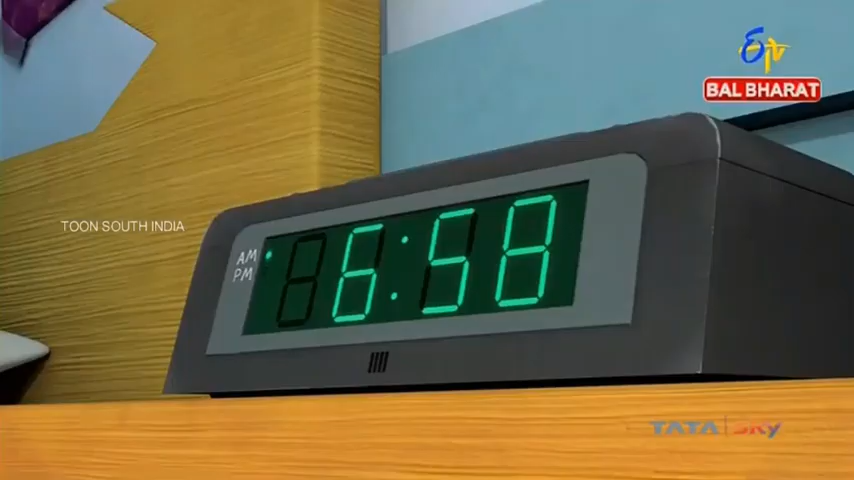 eTV
BAL BHARAT
TOON SOUTH INDIA
AM
PM
6:58
TATA SKY